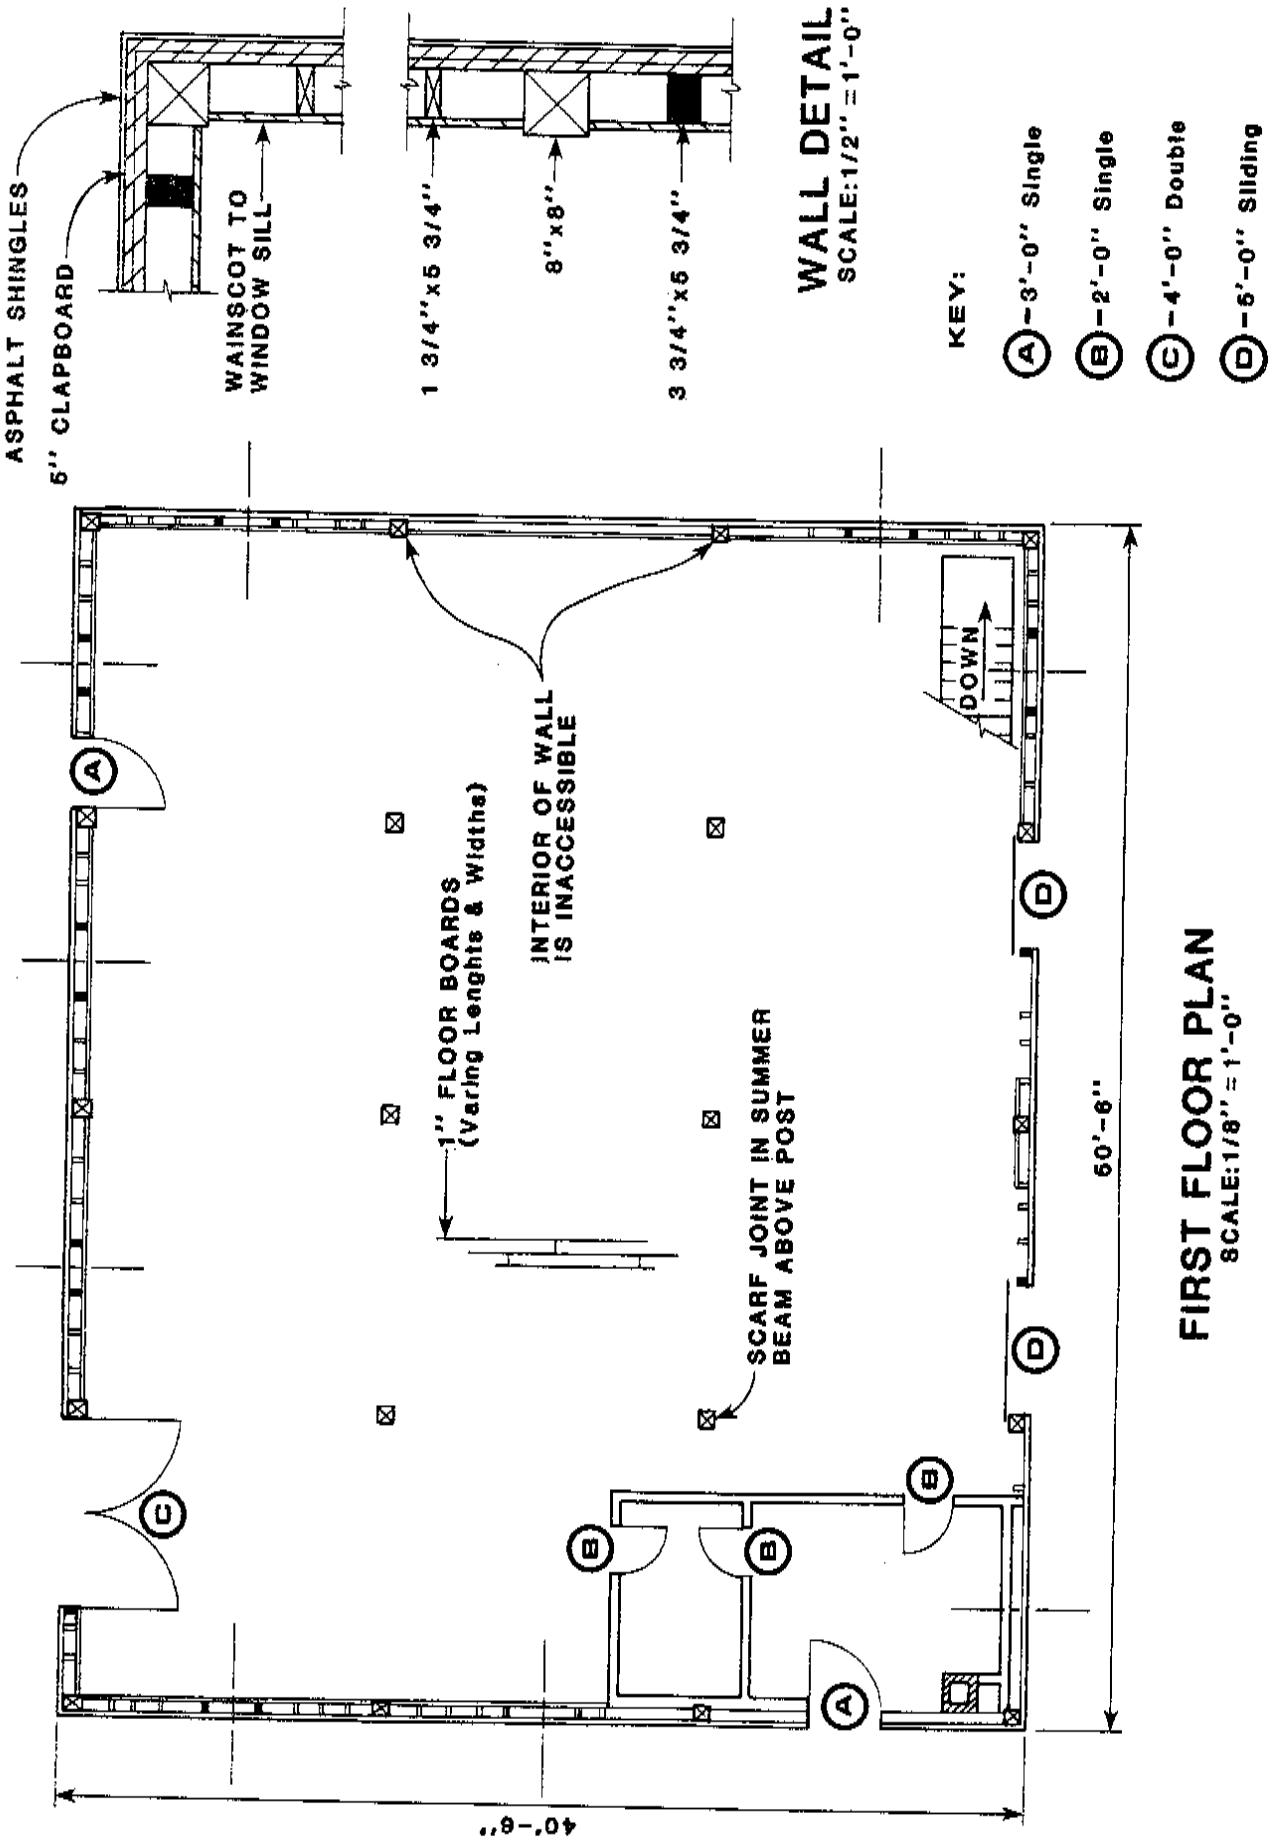 ASPHALT SHINGLES
5'' CLAPBOARD
WAINSCOT TO
WINDOW SILL
1 3/4''x5 3/4''
8''x8''
3 3/4''x5 3/4''
WALL DETAIL
SCALE:1/2''=1'-0''
KEY:
A-3'-0'' Single
B-2'-0'' Single
C-4'-0'' Double
D-5'-0'' Sliding
A
C
1'' FLOOR BOARDS
(Varing Lenghts & Widths)
INTERIOR OF WALL
IS INACCESSIBLE
SCARF JOINT IN SUMMER
BEAM ABOVE POST
DOWN
B
B
B
A
D
D
40'-6''
50'-6''
FIRST FLOOR PLAN
SCALE:1/8''=1'-0''